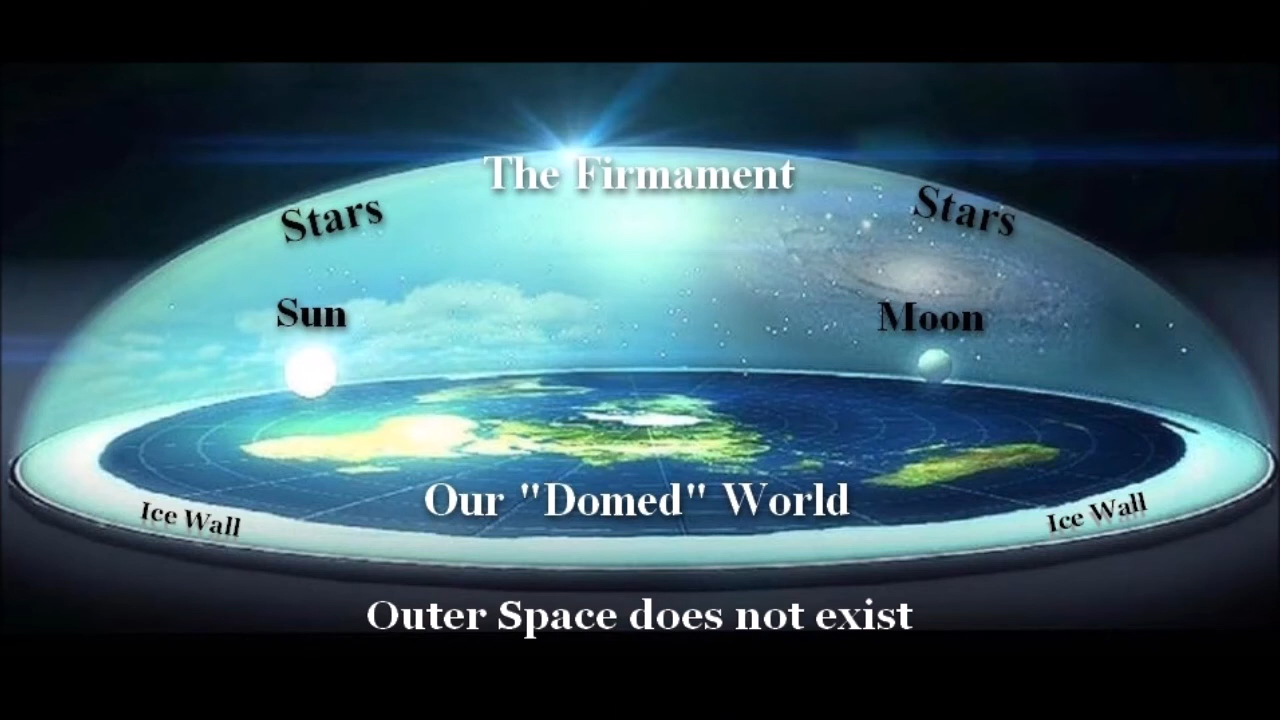 The Firmament
Stars
Stars
Sun
Moon
Our "Domed" World
Ice Wall
Ice Wall
Outer Space does not exist